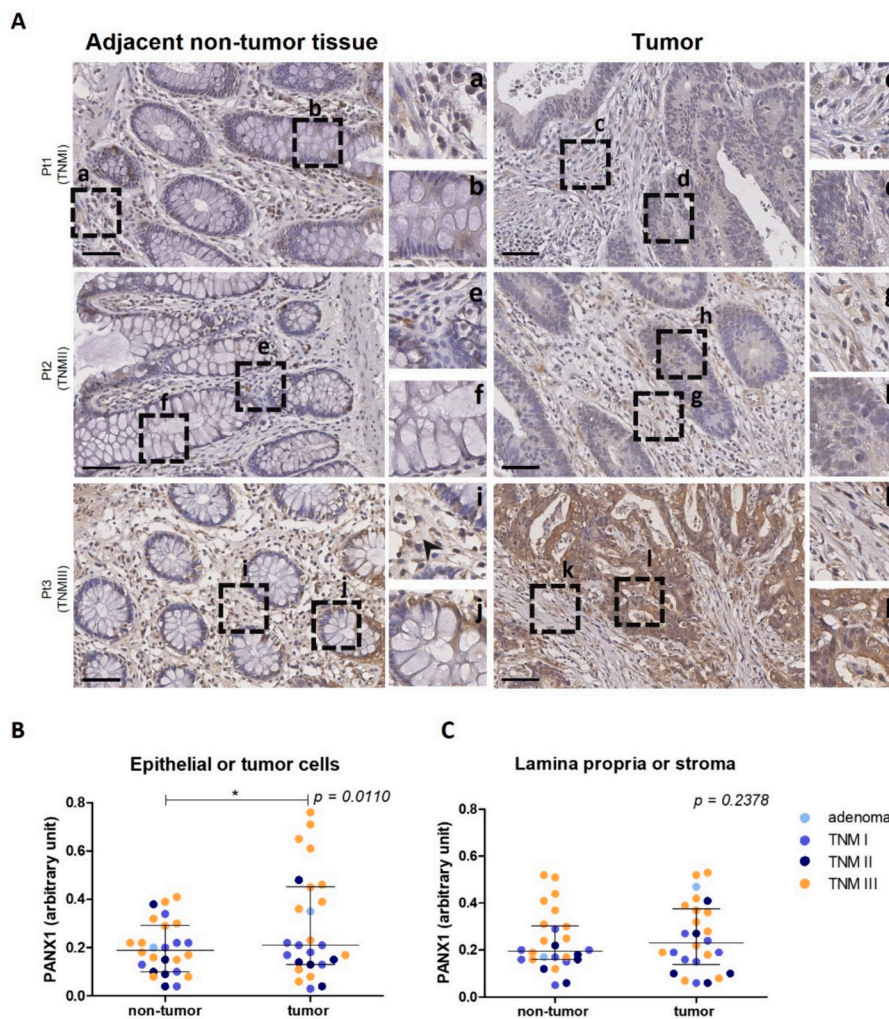 A
Adjacent non-tumor tissue
Tumor
Pt1
(TNMI)
a
b
a
b
c
d
Pt2
(TNMII)
e
f
e
f
h
g
g
Pt3
(TNMIII)
i
j
i
j
k
l
B
Epithelial or tumor cells
* p = 0.0110
PANX1 (arbitrary unit)
0.8
0.6
0.4
0.2
0.0
non-tumor
tumor
C
Lamina propria or stroma
p = 0.2378
PANX1 (arbitrary unit)
0.8
0.6
0.4
0.2
0.0
non-tumor
tumor
adenoma
TNM I
TNM II
TNM III